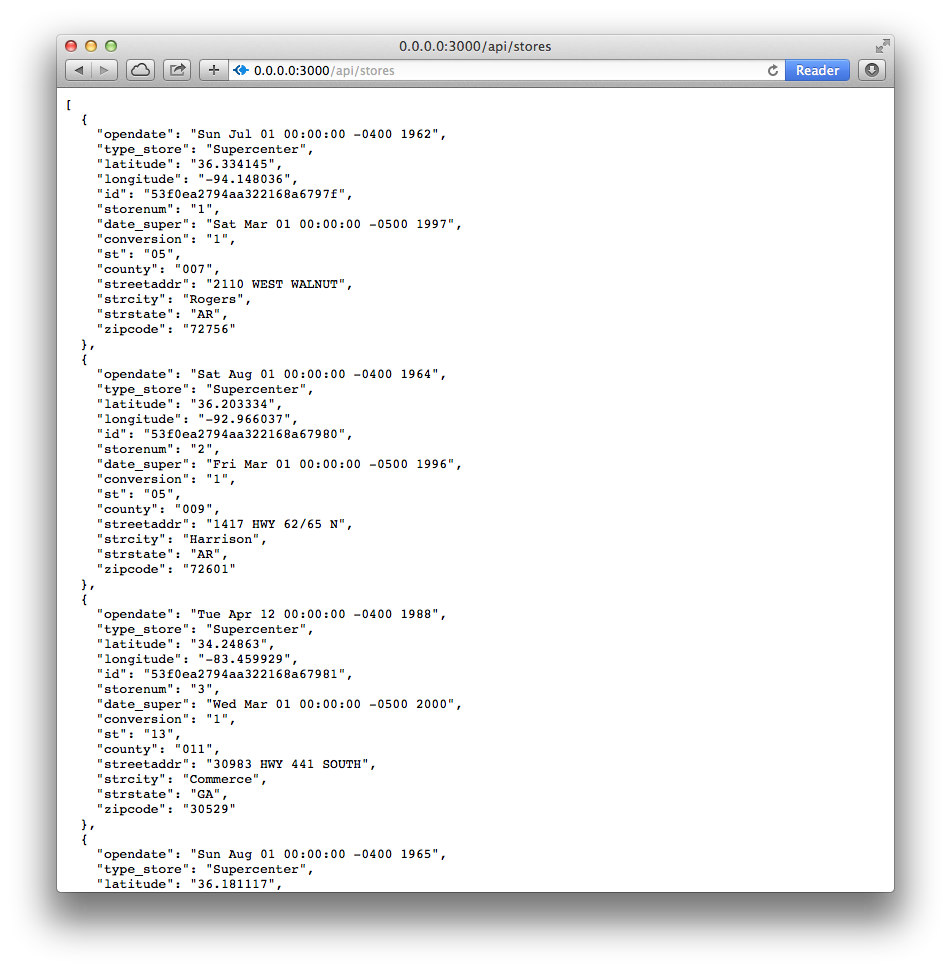 0.0.0.0:3000/api/stores
0.0.0.0:3000/api/stores
Reader
[
  {
    "opendate": "Sun Jul 01 00:00:00 -0400 1962",
    "type_store": "Supercenter",
    "latitude": "36.334145",
    "longitude": "-94.148036",
    "id": "53f0ea2794aa322168a6797f",
    "storenum": "1",
    "date_super": "Sat Mar 01 00:00:00 -0500 1997",
    "conversion": "1",
    "st": "05",
    "county": "007",
    "streetaddr": "2110 WEST WALNUT",
    "strcity": "Rogers",
    "strstate": "AR",
    "zipcode": "72756"
  },
  {
    "opendate": "Sat Aug 01 00:00:00 -0400 1964",
    "type_store": "Supercenter",
    "latitude": "36.203334",
    "longitude": "-92.966037",
    "id": "53f0ea2794aa322168a67980",
    "storenum": "2",
    "date_super": "Fri Mar 01 00:00:00 -0500 1996",
    "conversion": "1",
    "st": "05",
    "county": "009",
    "streetaddr": "1417 HWY 62/65 N",
    "strcity": "Harrison",
    "strstate": "AR",
    "zipcode": "72601"
  },
  {
    "opendate": "Tue Apr 12 00:00:00 -0400 1988",
    "type_store": "Supercenter",
    "latitude": "34.24863",
    "longitude": "-83.459929",
    "id": "53f0ea2794aa322168a67981",
    "storenum": "3",
    "date_super": "Wed Mar 01 00:00:00 -0500 2000",
    "conversion": "1",
    "st": "13",
    "county": "011",
    "streetaddr": "30983 HWY 441 SOUTH",
    "strcity": "Commerce",
    "strstate": "GA",
    "zipcode": "30529"
  },
  {
    "opendate": "Sun Aug 01 00:00:00 -0400 1965",
    "type_store": "Supercenter",
    "latitude": "36.181117",